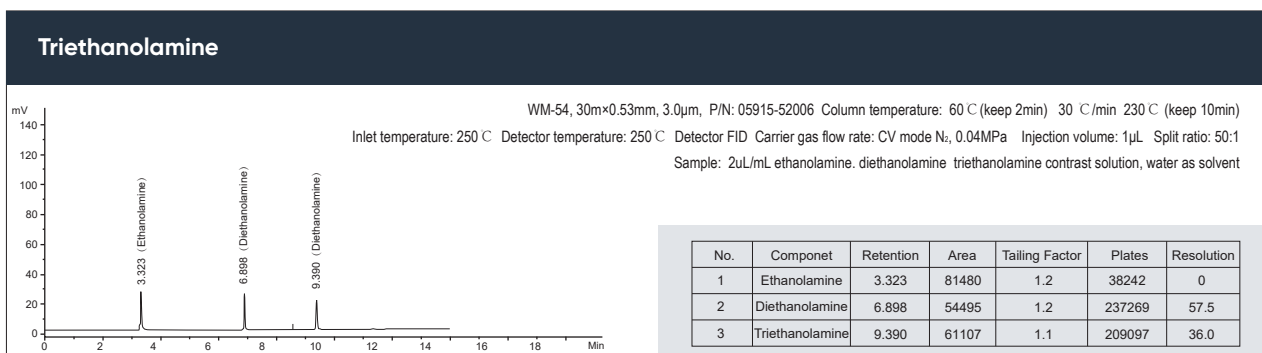 Triethanolamine
WM-54, 30m×0.53mm, 3.0μm, P/N: 05915-52006 Column temperature: 60℃(keep 2min) 30 ℃/min 230℃ (keep 10min)
Inlet temperature: 250℃ Detector temperature: 250℃ Detector FID Carrier gas flow rate: CV mode N₂, 0.04MPa Injection volume: 1μL Split ratio: 50:1
Sample: 2uL/mL ethanolamine. diethanolamine triethanolamine contrast solution, water as solvent
mV
140
120
100
80
60
40
20
0
3.323（Ethanolamine）
6.898（Diethanolamine）
9.390（Diethanolamine）
0 2 4 6 8 10 12 14 16 18 Min
No. Componet Retention Area Tailing Factor Plates Resolution
1 Ethanolamine 3.323 81480 1.2 38242 0
2 Diethanolamine 6.898 54495 1.2 237269 57.5
3 Triethanolamine 9.390 61107 1.1 209097 36.0